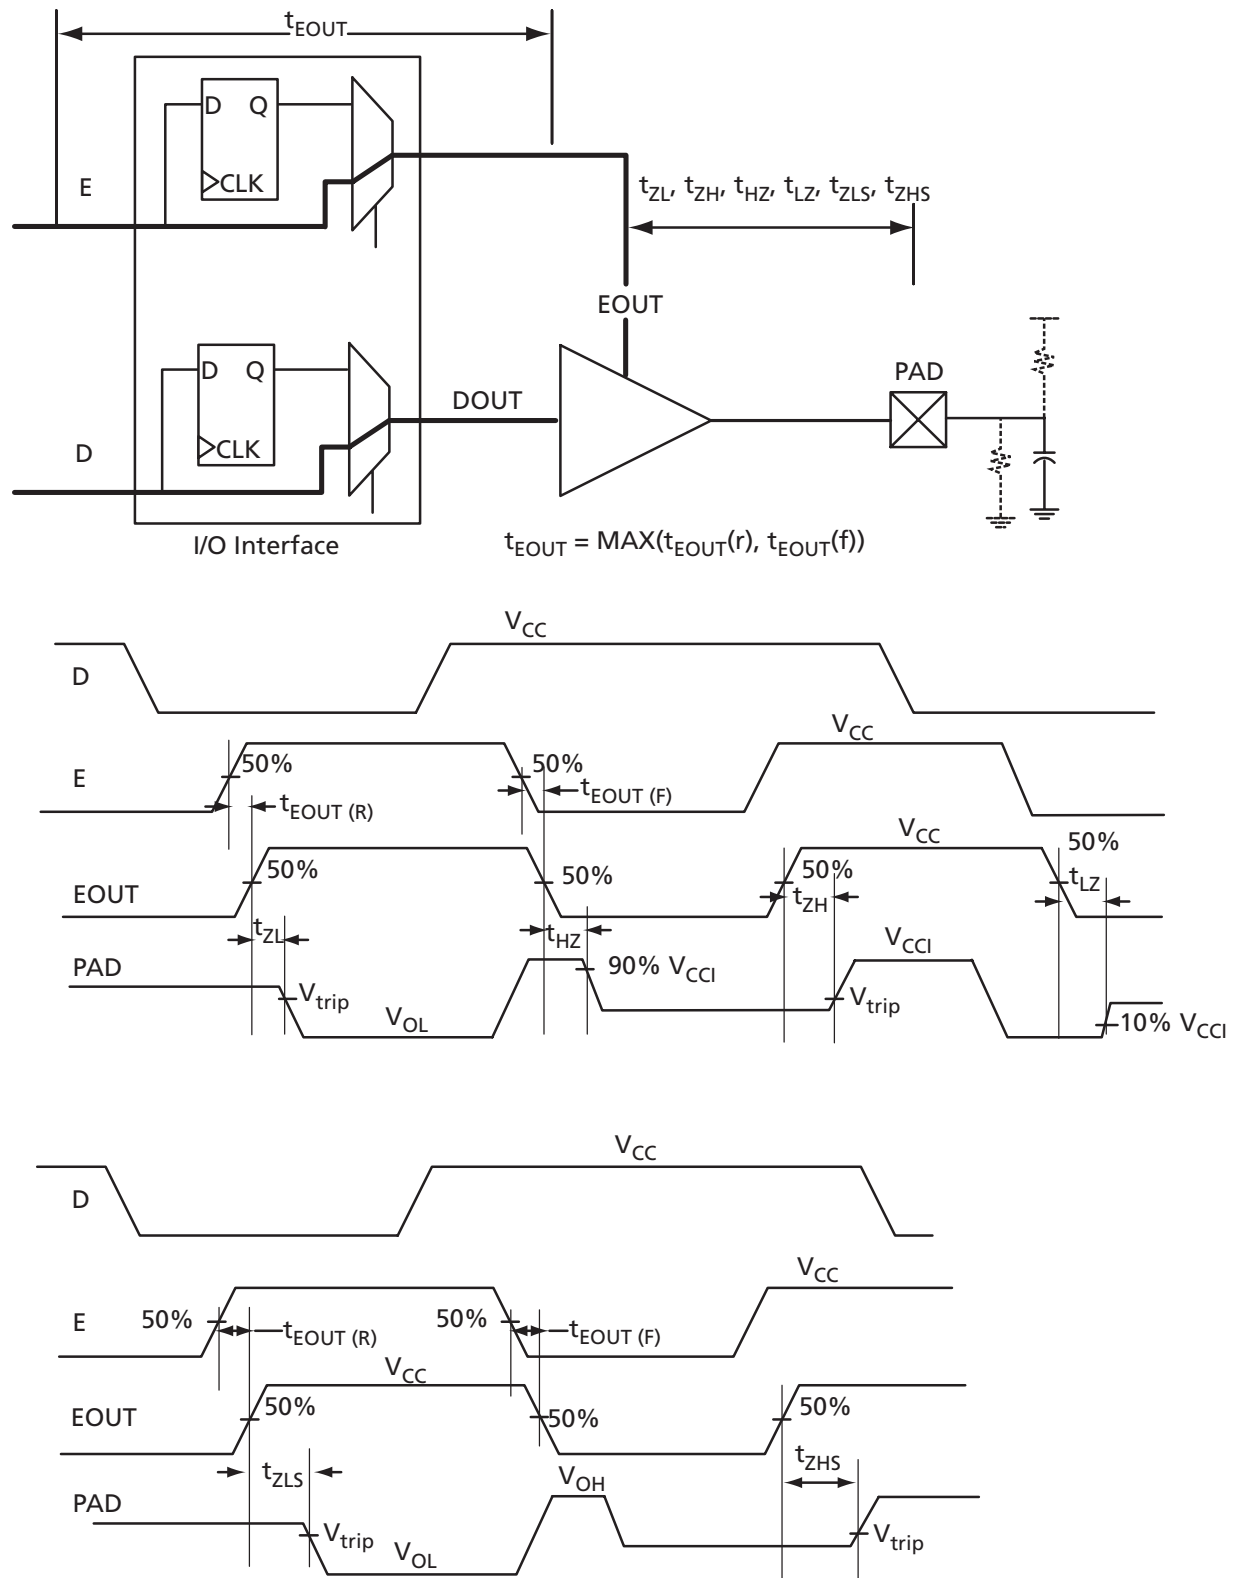 tEOUT
D Q
CLK
E
tZL, tZH, tHZ, tLZ, tZLS, tZHS
EOUT
D Q
CLK
D
DOUT
PAD
I/O Interface
tEOUT = MAX(tEOUT(r), tEOUT(f))
VCC
D
VCC
E
50%
50%
tEOUT (R)
tEOUT (F)
VCC
50%
EOUT
50%
50%
50%
tZL
tHZ
tZH
tLZ
PAD
VCCI
90% VCCI
Vtrip
VOL
Vtrip
10% VCCI
VCC
D
VCC
E
50%
50%
tEOUT (R)
tEOUT (F)
VCC
EOUT
50%
50%
50%
tZLS
tZHS
PAD
VOH
Vtrip
VOL
Vtrip